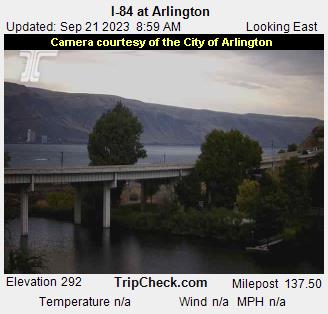 I-84 at Arlington
Updated: Sep 21 2023 8:59 AM Looking East
Camera courtesy of the City of Arlington
Elevation 292 TripCheck.com Milepost 137.50
Temperature n/a Wind n/a MPH n/a